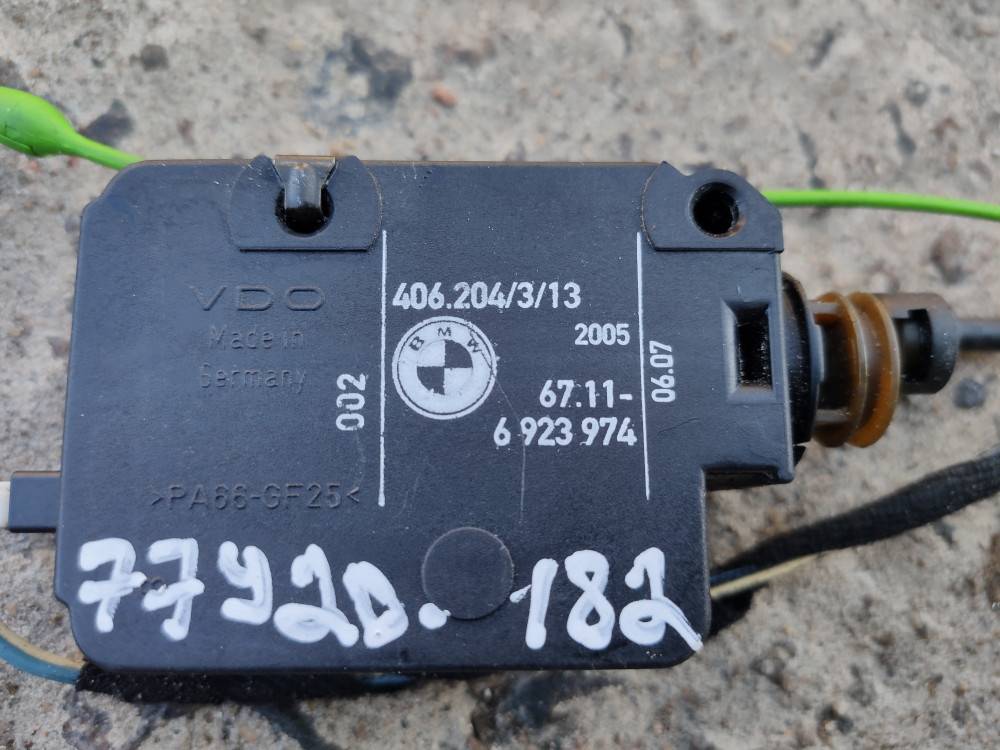 VDO
Made in
Germany
002
406.204/3/13
2005
BMW
67.11-
6 923 974
06.07
>PA66-GF25<
77Y2D. 182